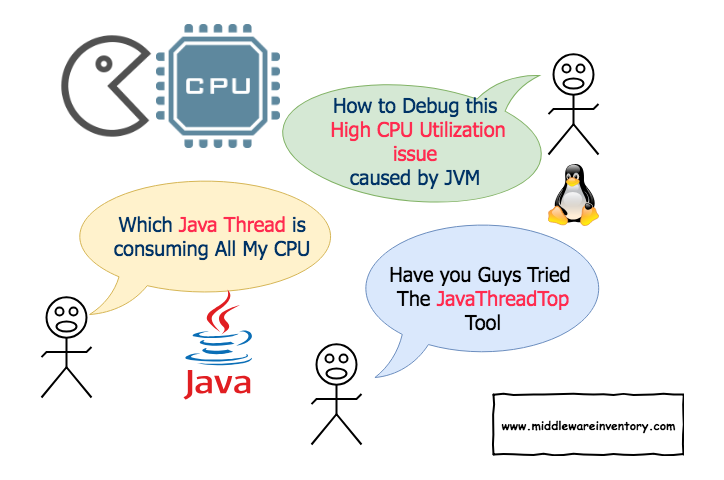 CPU
How to Debug this
High CPU Utilization
issue
caused by JVM
Which Java Thread is
consuming All My CPU
Have you Guys Tried
The JavaThreadTop
Tool
Java
www.middlewareinventory.com